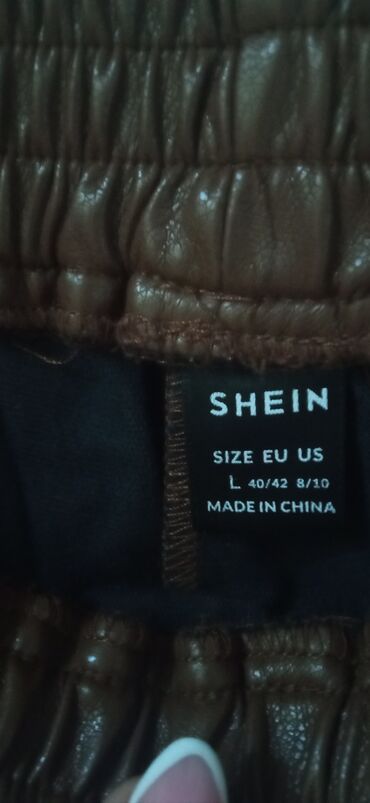 SHEIN
SIZE EU US
L 40/42 8/10
MADE IN CHINA